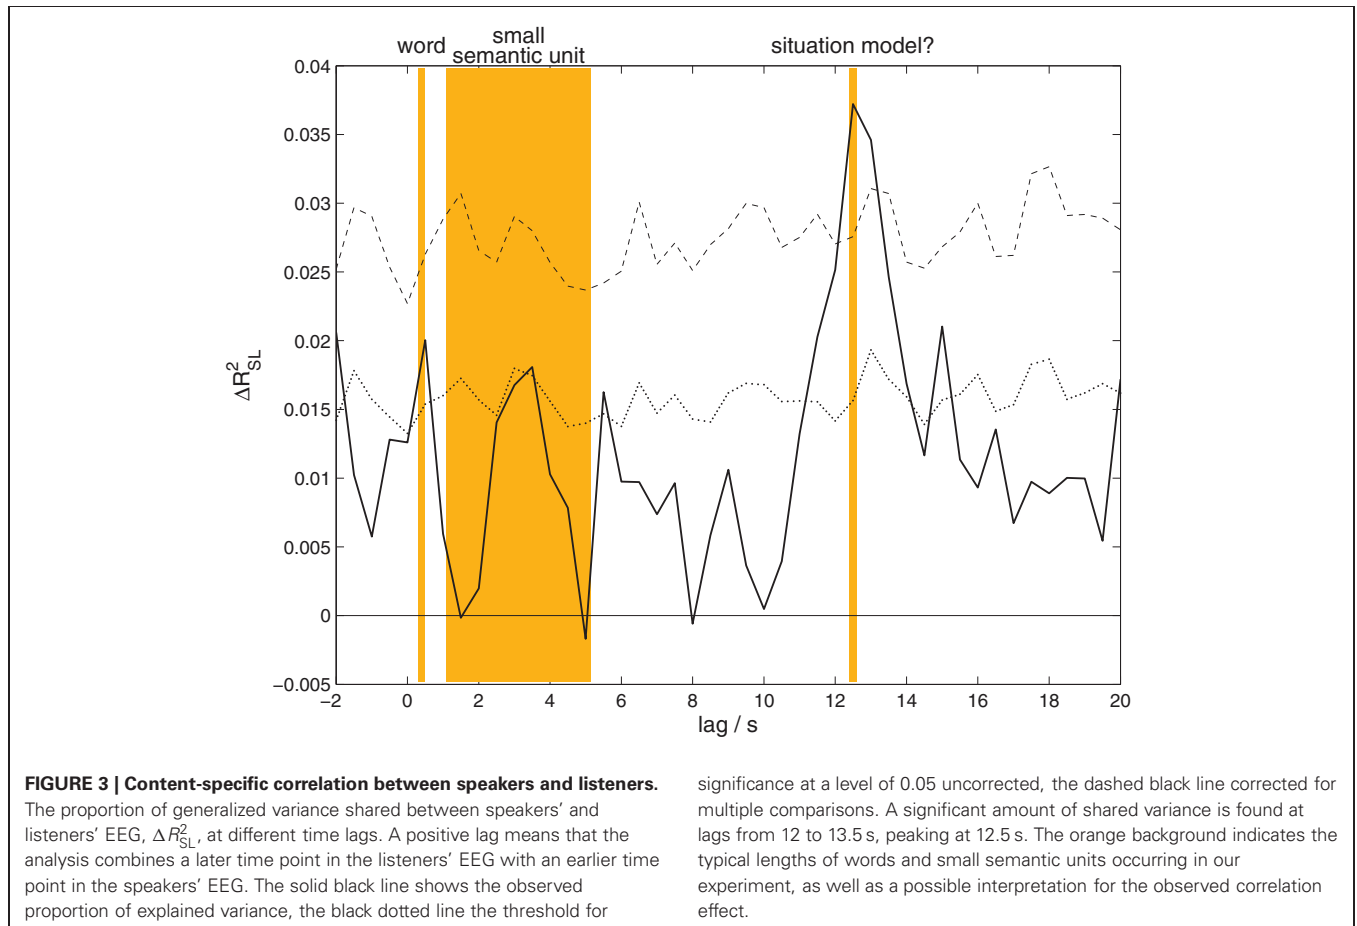 word
small
semantic unit
situation model?
0.04
0.035
0.03
0.025
0.02
0.015
0.01
0.005
0
−0.005
ΔR²SL
−2 0 2 4 6 8 10 12 14 16 18 20
lag / s
FIGURE 3 | Content-specific correlation between speakers and listeners.
The proportion of generalized variance shared between speakers’ and
listeners’ EEG, ΔR²SL, at different time lags. A positive lag means that the
analysis combines a later time point in the listeners’ EEG with an earlier time
point in the speakers’ EEG. The solid black line shows the observed
proportion of explained variance, the black dotted line the threshold for
significance at a level of 0.05 uncorrected, the dashed black line corrected for
multiple comparisons. A significant amount of shared variance is found at
lags from 12 to 13.5 s, peaking at 12.5 s. The orange background indicates the
typical lengths of words and small semantic units occurring in our
experiment, as well as a possible interpretation for the observed correlation
effect.